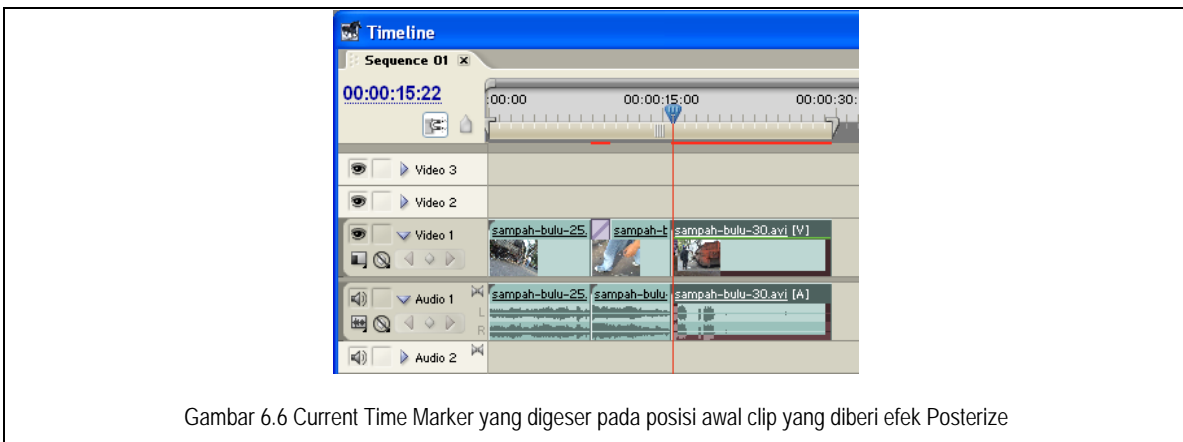 Timeline
Sequence 01
00:00:15:22
:00:00 00:00:15:00 00:00:30:
Video 3
Video 2
Video 1
sampah-bulu-25. sampah-b sampah-bulu-30.avi [V]
Audio 1
sampah-bulu-25. sampah-bulu- sampah-bulu-30.avi [A]
L
R
Audio 2
Gambar 6.6 Current Time Marker yang digeser pada posisi awal clip yang diberi efek Posterize